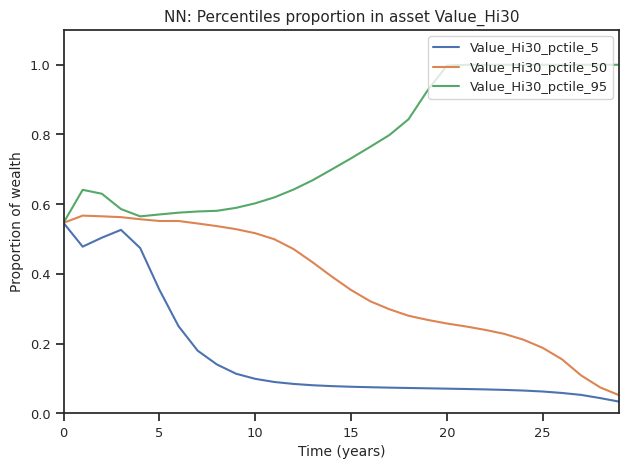 NN: Percentiles proportion in asset Value_Hi30
Value_Hi30_pctile_5
Value_Hi30_pctile_50
Value_Hi30_pctile_95
Proportion of wealth
1.0
0.8
0.6
0.4
0.2
0.0
0 5 10 15 20 25
Time (years)